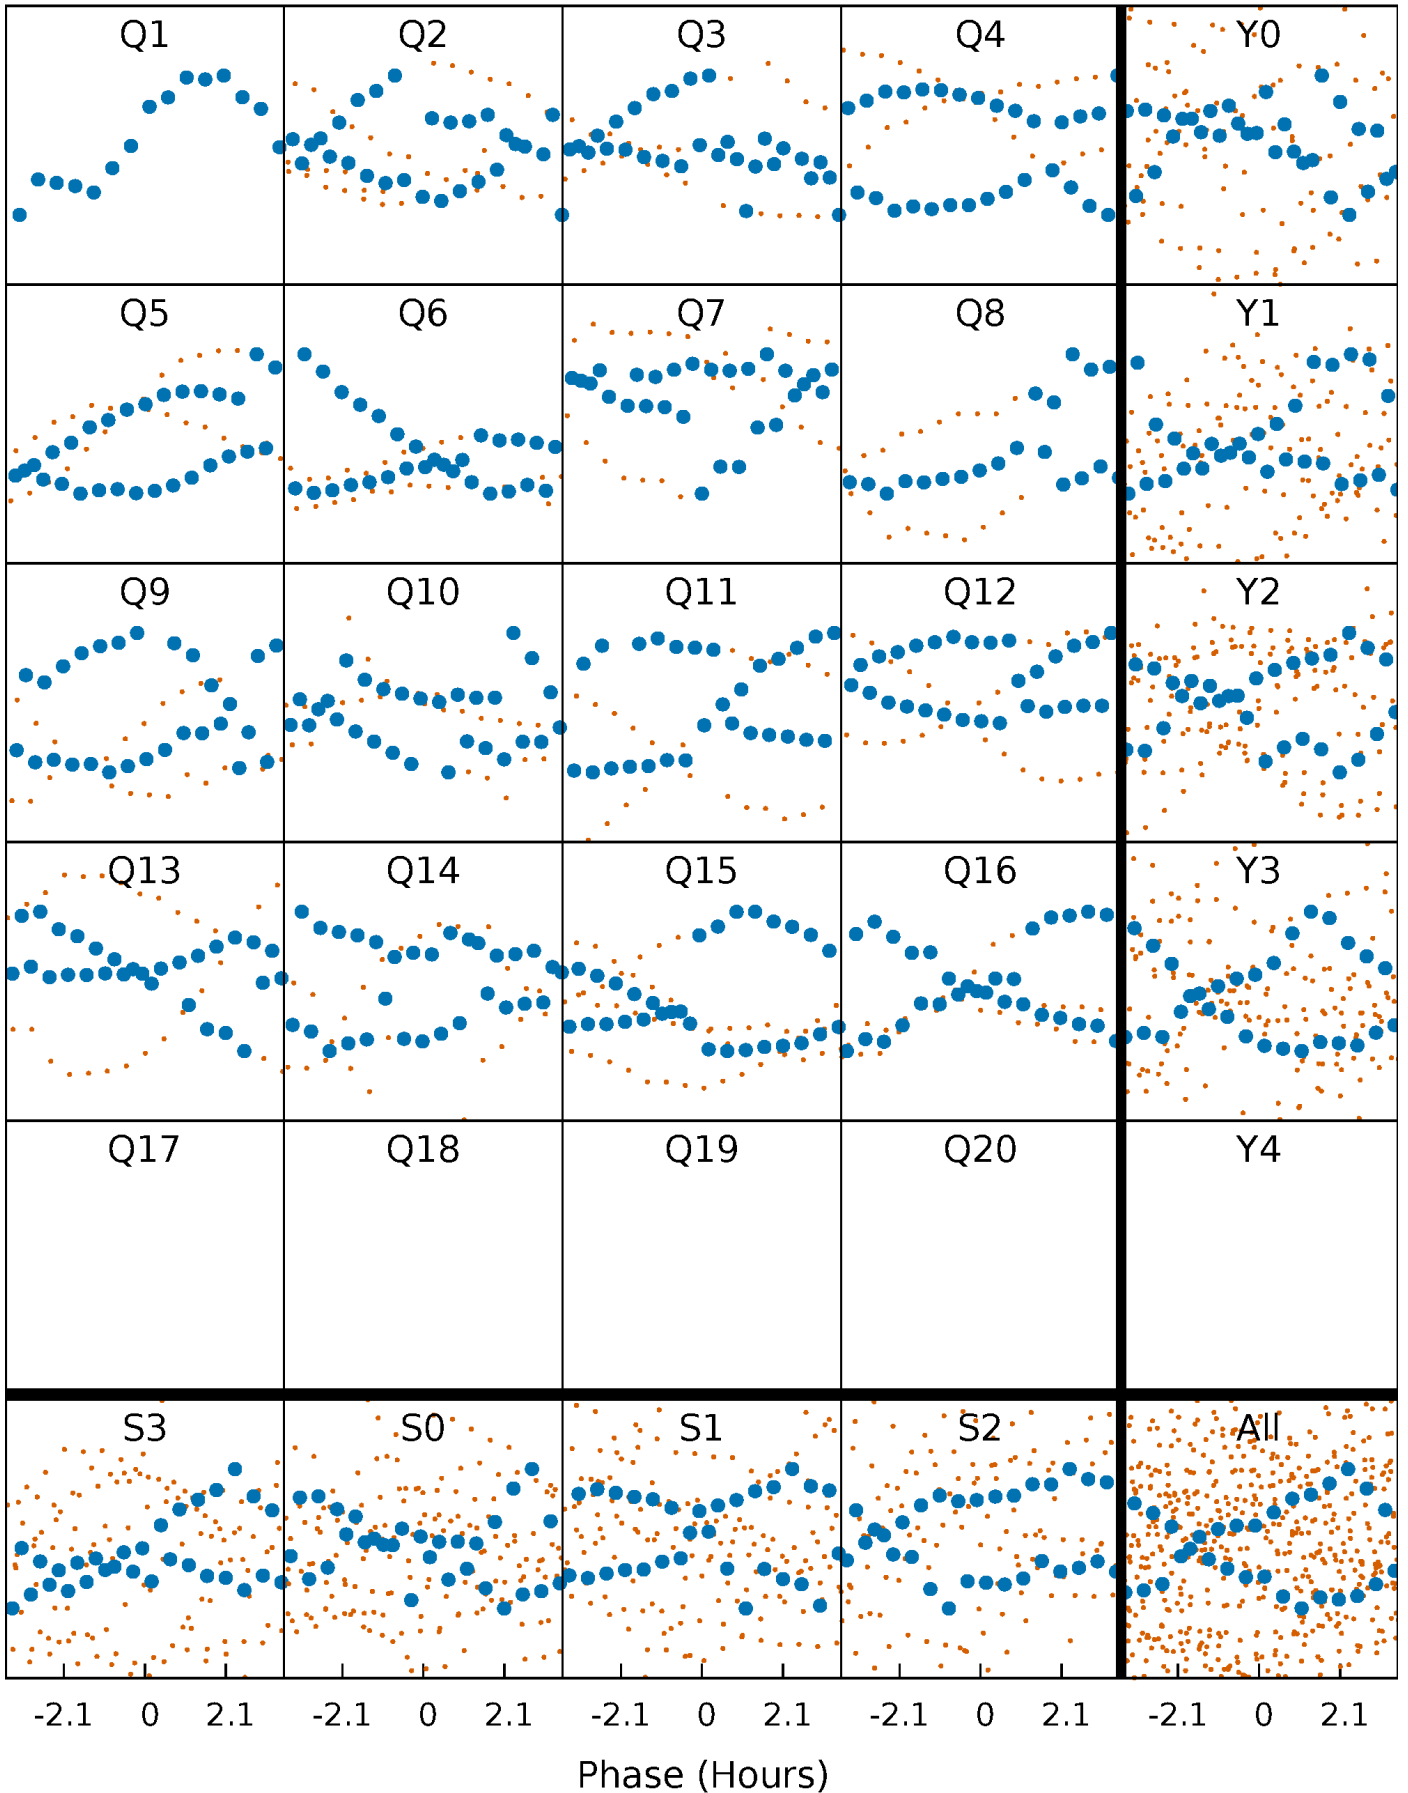 Q1 Q2 Q3 Q4 Y0
Q5 Q6 Q7 Q8 Y1
Q9 Q10 Q11 Q12 Y2
Q13 Q14 Q15 Q16 Y3
Q17 Q18 Q19 Q20 Y4
S3 S0 S1 S2 All
-2.1 0 2.1 -2.1 0 2.1 -2.1 0 2.1 -2.1 0 2.1 -2.1 0 2.1
Phase (Hours)